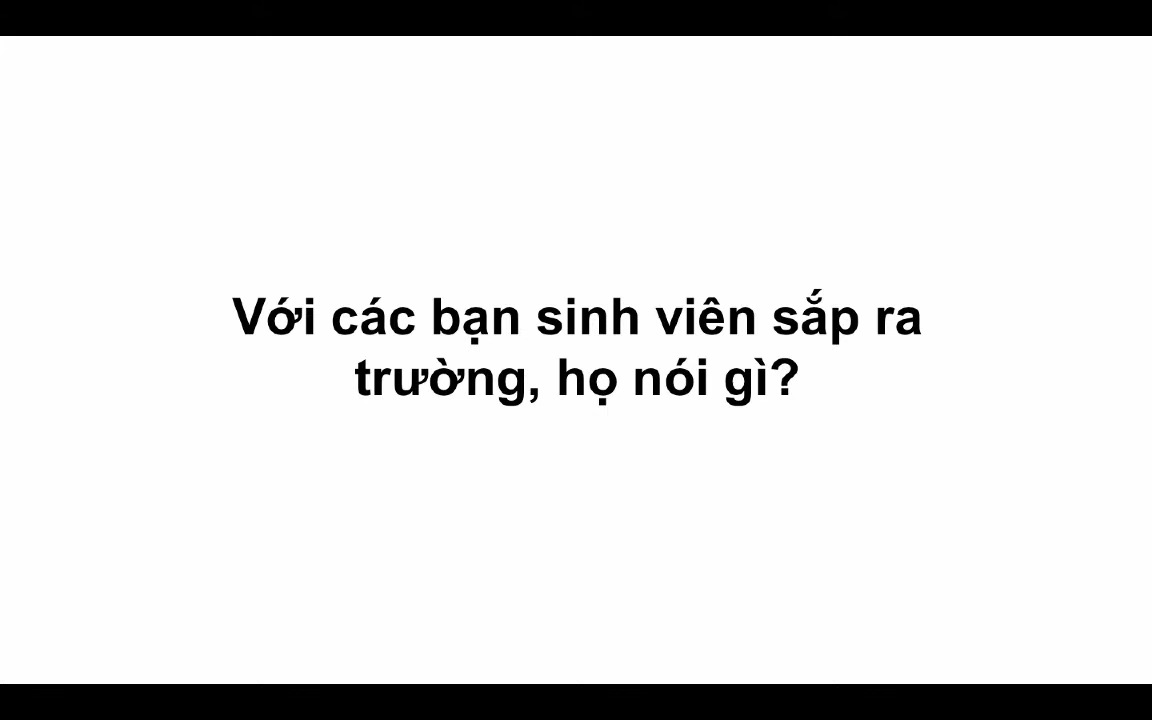 Với các bạn sinh viên sắp ra
trường, họ nói gì?